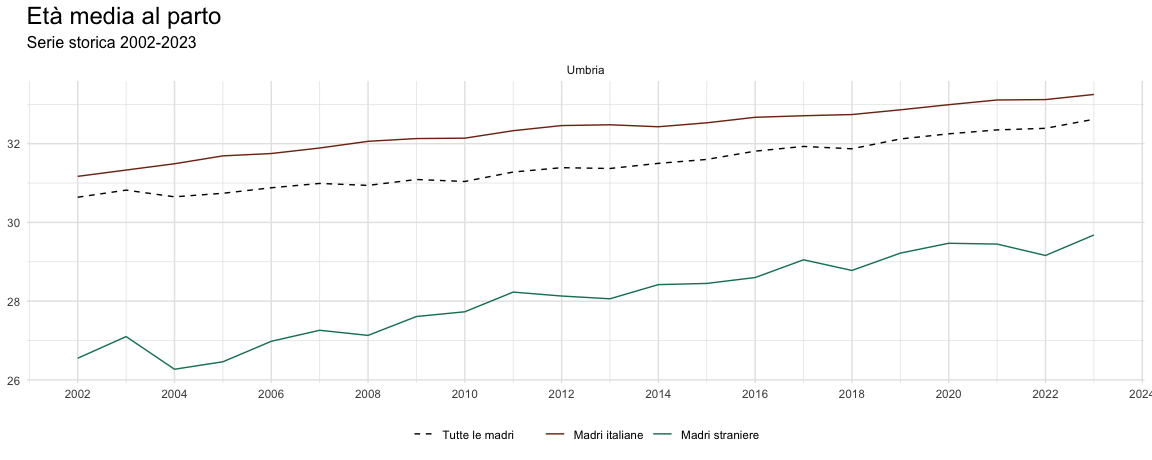 Età media al parto
Serie storica 2002-2023
Umbria
32
30
28
26
2002 2004 2006 2008 2010 2012 2014 2016 2018 2020 2022 2024
Tutte le madri Madri italiane Madri straniere